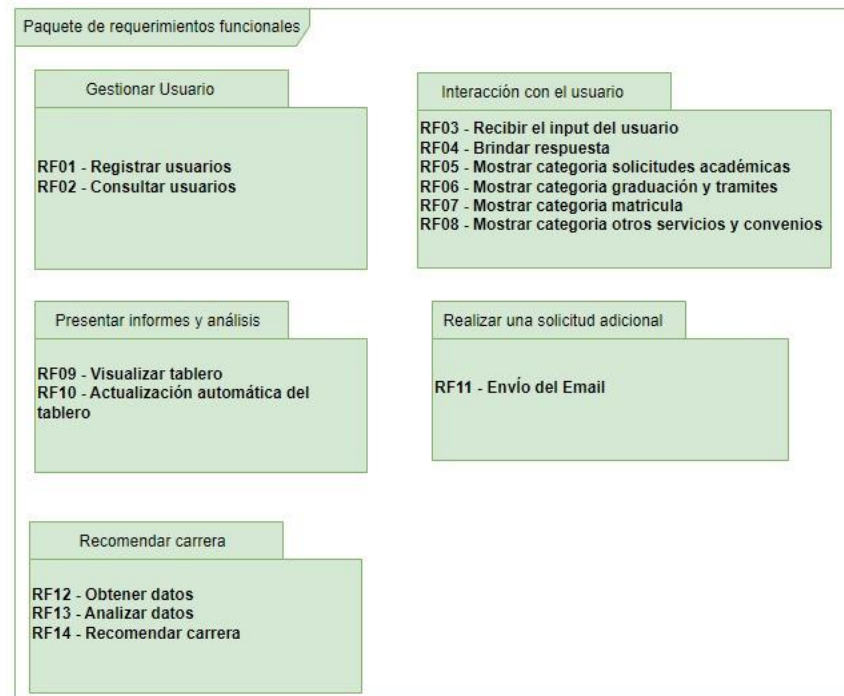 Paquete de requerimientos funcionales
Gestionar Usuario
RF01 - Registrar usuarios
RF02 - Consultar usuarios
Interacción con el usuario
RF03 - Recibir el input del usuario
RF04 - Brindar respuesta
RF05 - Mostrar categoria solicitudes académicas
RF06 - Mostrar categoria graduación y tramites
RF07 - Mostrar categoria matricula
RF08 - Mostrar categoria otros servicios y convenios
Presentar informes y análisis
RF09 - Visualizar tablero
RF10 - Actualización automática del
tablero
Realizar una solicitud adicional
RF11 - Envío del Email
Recomendar carrera
RF12 - Obtener datos
RF13 - Analizar datos
RF14 - Recomendar carrera